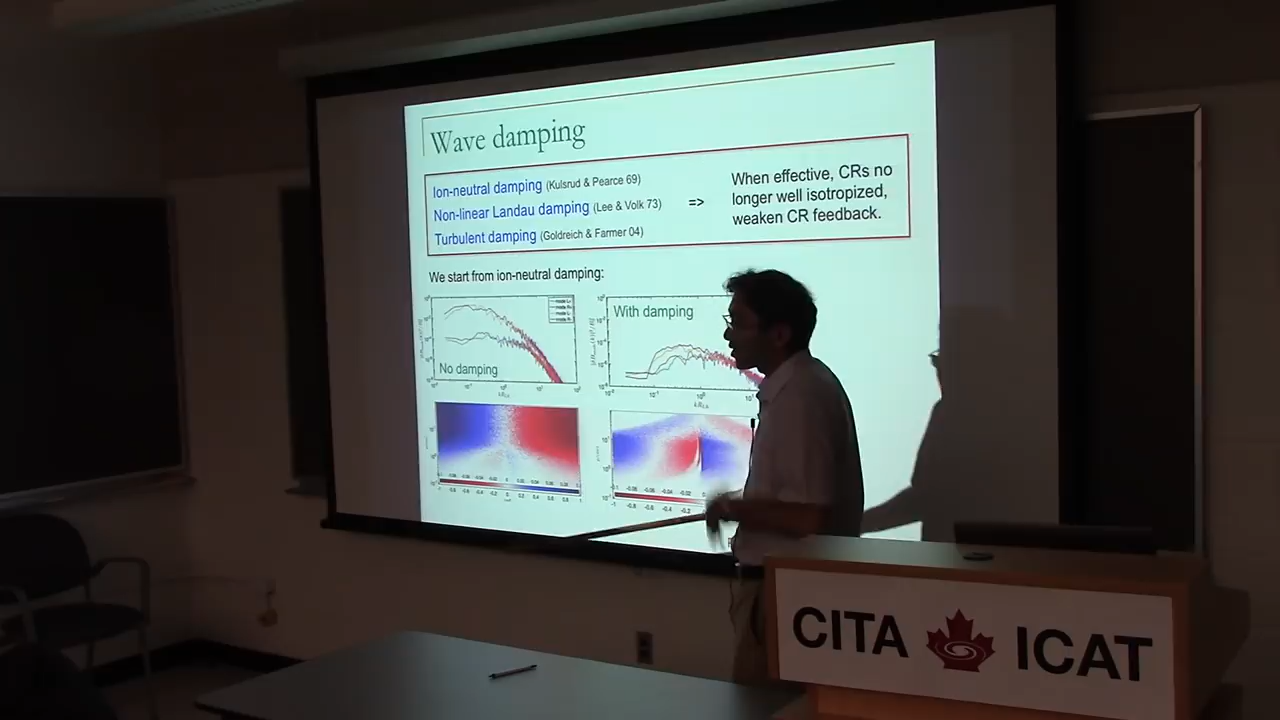 Wave damping
Ion-neutral damping (Kulsrud & Pearce 69)
Non-linear Landau damping (Lee & Volk 73)
Turbulent damping (Goldreich & Farmer 04)
=>
When effective, CRs no
longer well isotropized,
weaken CR feedback.
We start from ion-neutral damping:
No damping
With damping
CITA ICAT